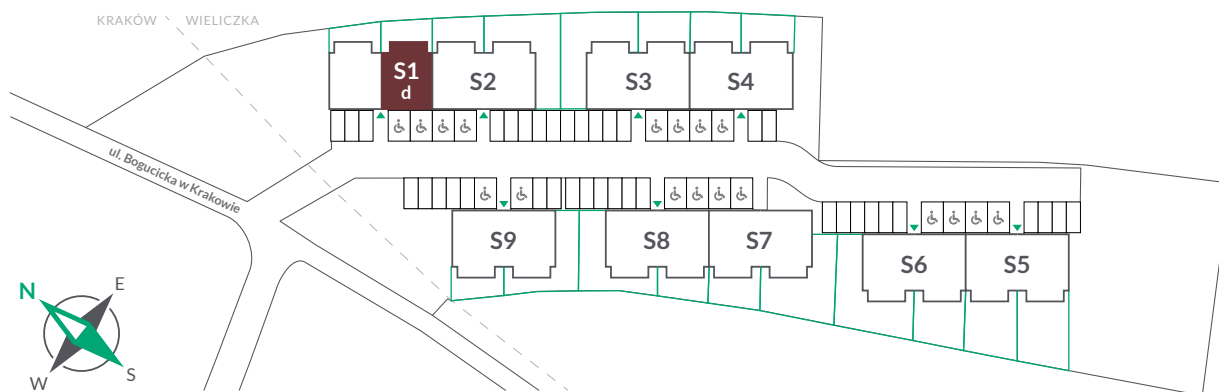 KRAKÓW WIELICZKA
S1
d
S2
S3
S4
ul. Bogucicka w Krakowie
S9
S8
S7
S6
S5
N
E
W
S